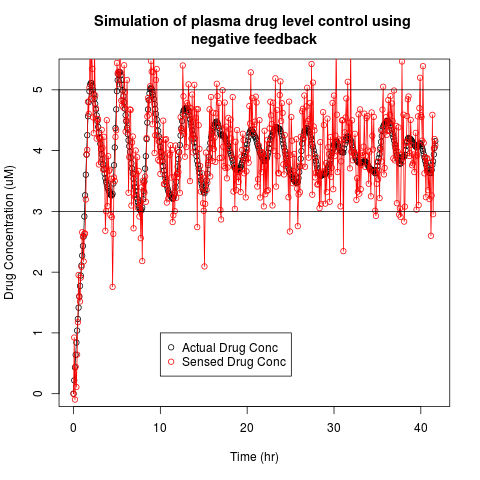 Simulation of plasma drug level control using
negative feedback
Drug Concentration (uM)
5
4
3
2
1
0
Actual Drug Conc
Sensed Drug Conc
0 10 20 30 40
Time (hr)